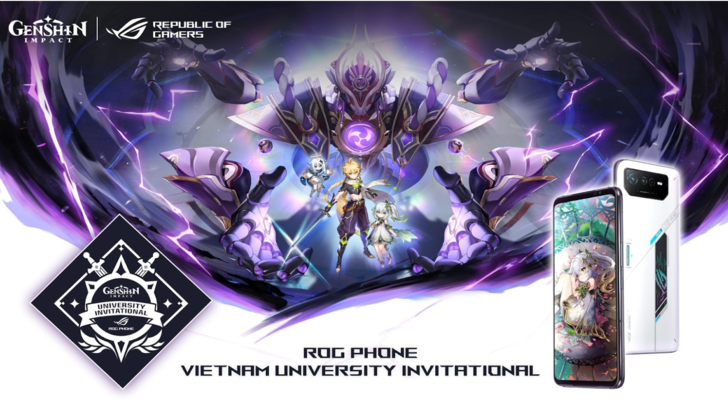 GENSHIN
IMPACT
REPUBLIC OF
GAMERS
GENSHIN
IMPACT
UNIVERSITY
INVITATIONAL
ROG PHONE
ROG PHONE
VIETNAM UNIVERSITY INVITATIONAL